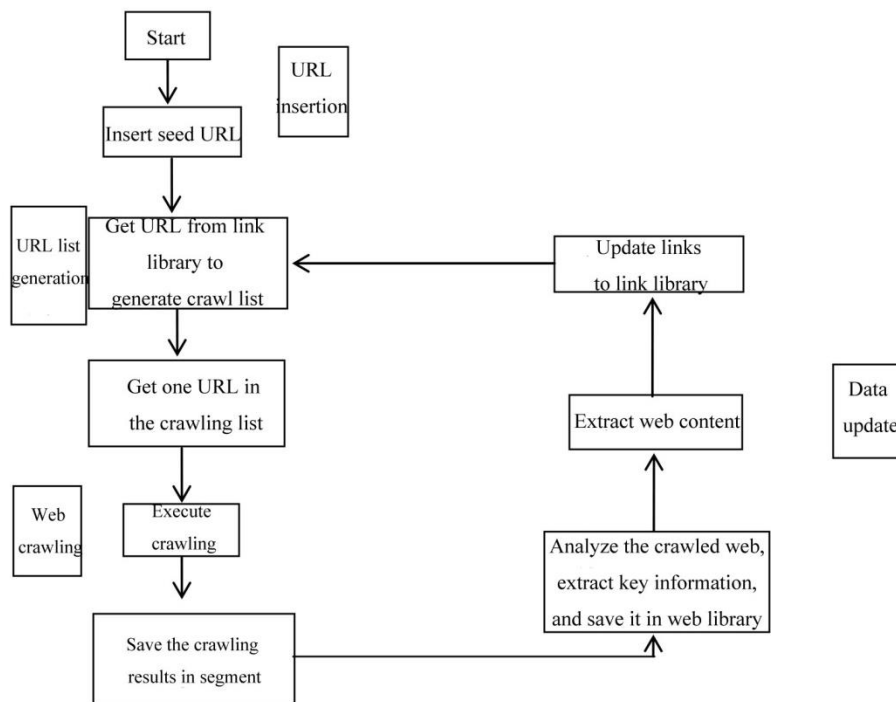 Start
URL
insertion
Insert seed URL
URL list
generation
Get URL from link
library to
generate crawl list
Update links
to link library
Get one URL in
the crawling list
Extract web content
Data
update
Web
crawling
Execute
crawling
Analyze the crawled web,
extract key information,
and save it in web library
Save the crawling
results in segment